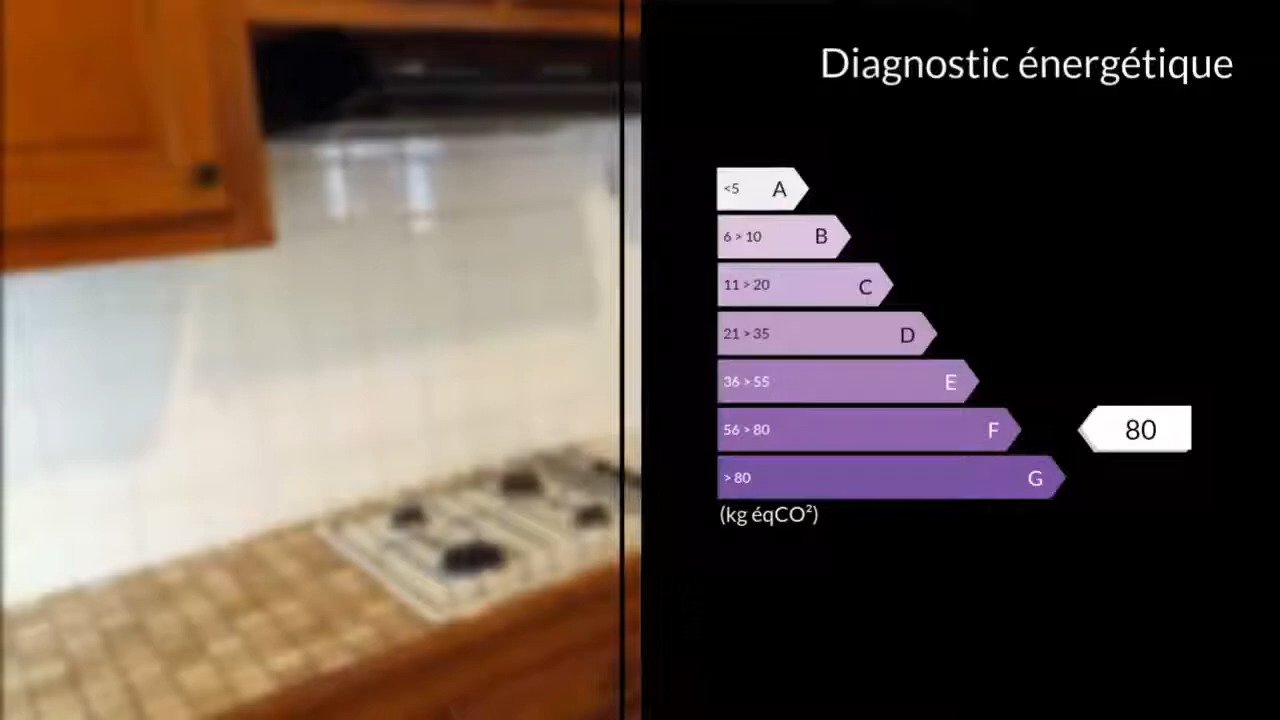 Diagnostic énergétique
<5 A
6 > 10 B
11 > 20 C
21 > 35 D
36 > 55 E
56 > 80 F 80
> 80 G
(kg éqCO²)